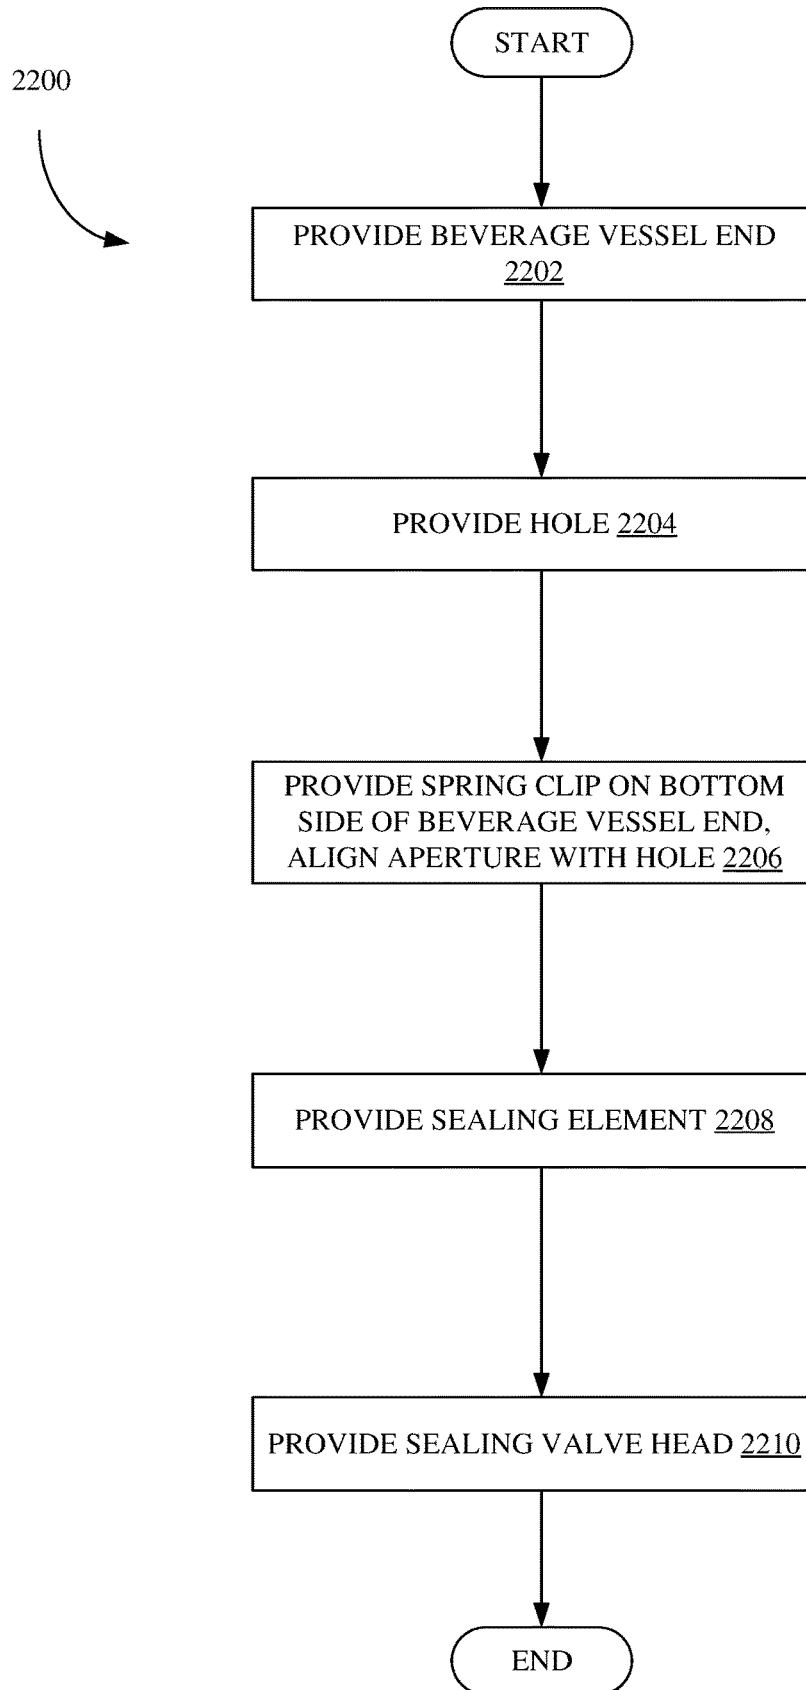 START
2200
PROVIDE BEVERAGE VESSEL END
2202
PROVIDE HOLE 2204
PROVIDE SPRING CLIP ON BOTTOM
SIDE OF BEVERAGE VESSEL END,
ALIGN APERTURE WITH HOLE 2206
PROVIDE SEALING ELEMENT 2208
PROVIDE SEALING VALVE HEAD 2210
END